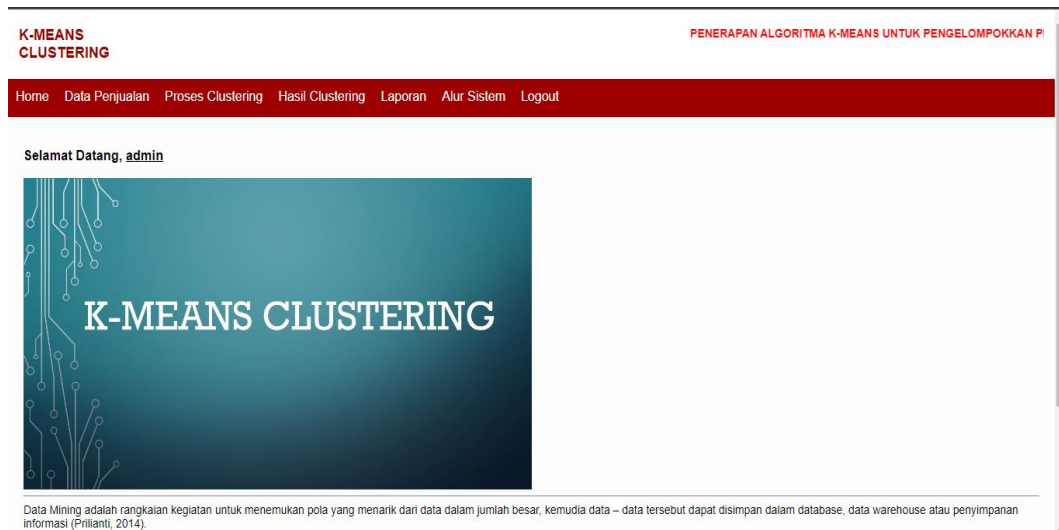 K-MEANS
CLUSTERING
PENERAPAN ALGORITMA K-MEANS UNTUK PENGELOMPOKKAN
Home Data Penjualan Proses Clustering Hasil Clustering Laporan Alur Sistem Logout
Selamat Datang, admin
K-MEANS CLUSTERING
Data Mining adalah rangkaian kegiatan untuk menemukan pola yang menarik dari data dalam jumlah besar, kemudia data – data tersebut dapat disimpan dalam database, data warehouse atau penyimpanan
informasi (Prilianti, 2014).